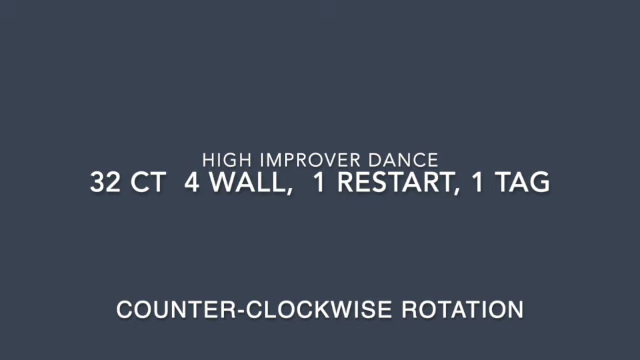 HIGH IMPROVER DANCE
32 CT 4 WALL, 1 RESTART, 1 TAG
COUNTER-CLOCKWISE ROTATION